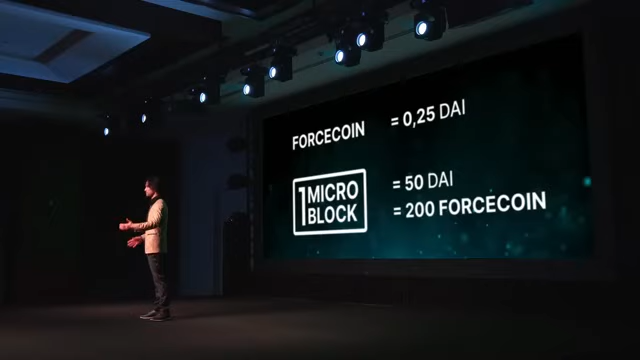 FORCECOIN = 0,25 DAI
1 MICRO BLOCK = 50 DAI
= 200 FORCECOIN